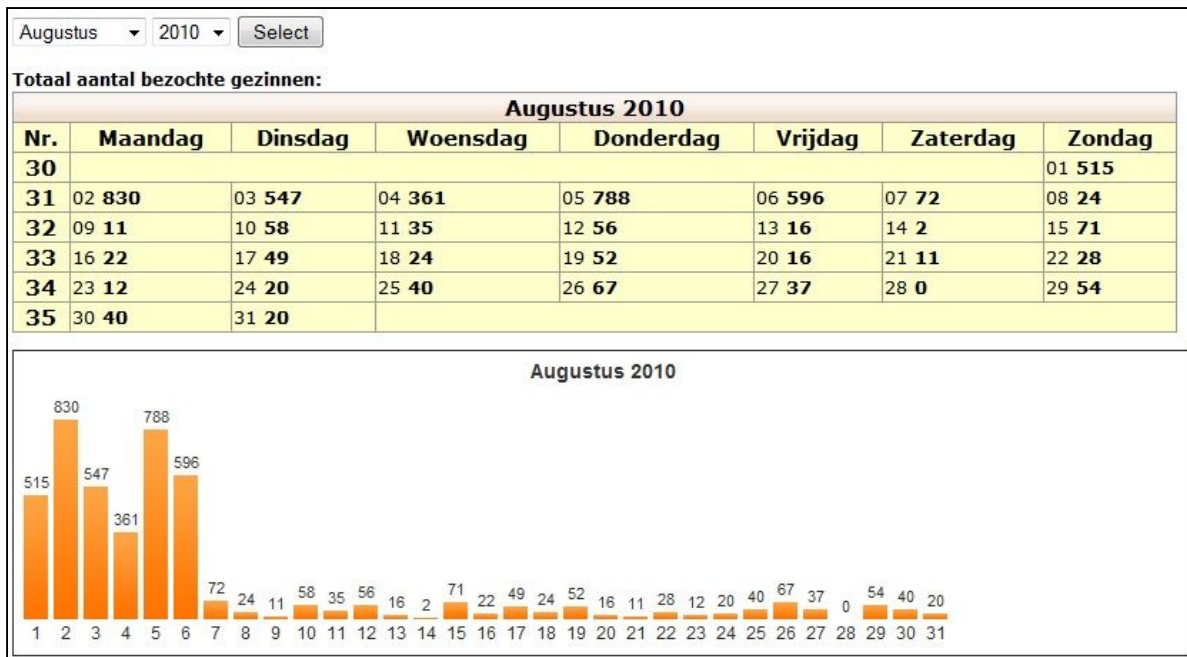 Augustus 2010 Select
Totaal aantal bezochte gezinnen:
Augustus 2010
Nr. Maandag Dinsdag Woensdag Donderdag Vrijdag Zaterdag Zondag
30 01 515
31 02 830 03 547 04 361 05 788 06 596 07 72 08 24
32 09 11 10 58 11 35 12 56 13 16 14 2 15 71
33 16 22 17 49 18 24 19 52 20 16 21 11 22 28
34 23 12 24 20 25 40 26 67 27 37 28 0 29 54
35 30 40 31 20
Augustus 2010
515 830 547 361 788 596 72 24 11 58 35 56 16 2 71 22 49 24 52 16 11 28 12 20 40 67 37 0 54 40 20
1 2 3 4 5 6 7 8 9 10 11 12 13 14 15 16 17 18 19 20 21 22 23 24 25 26 27 28 29 30 31